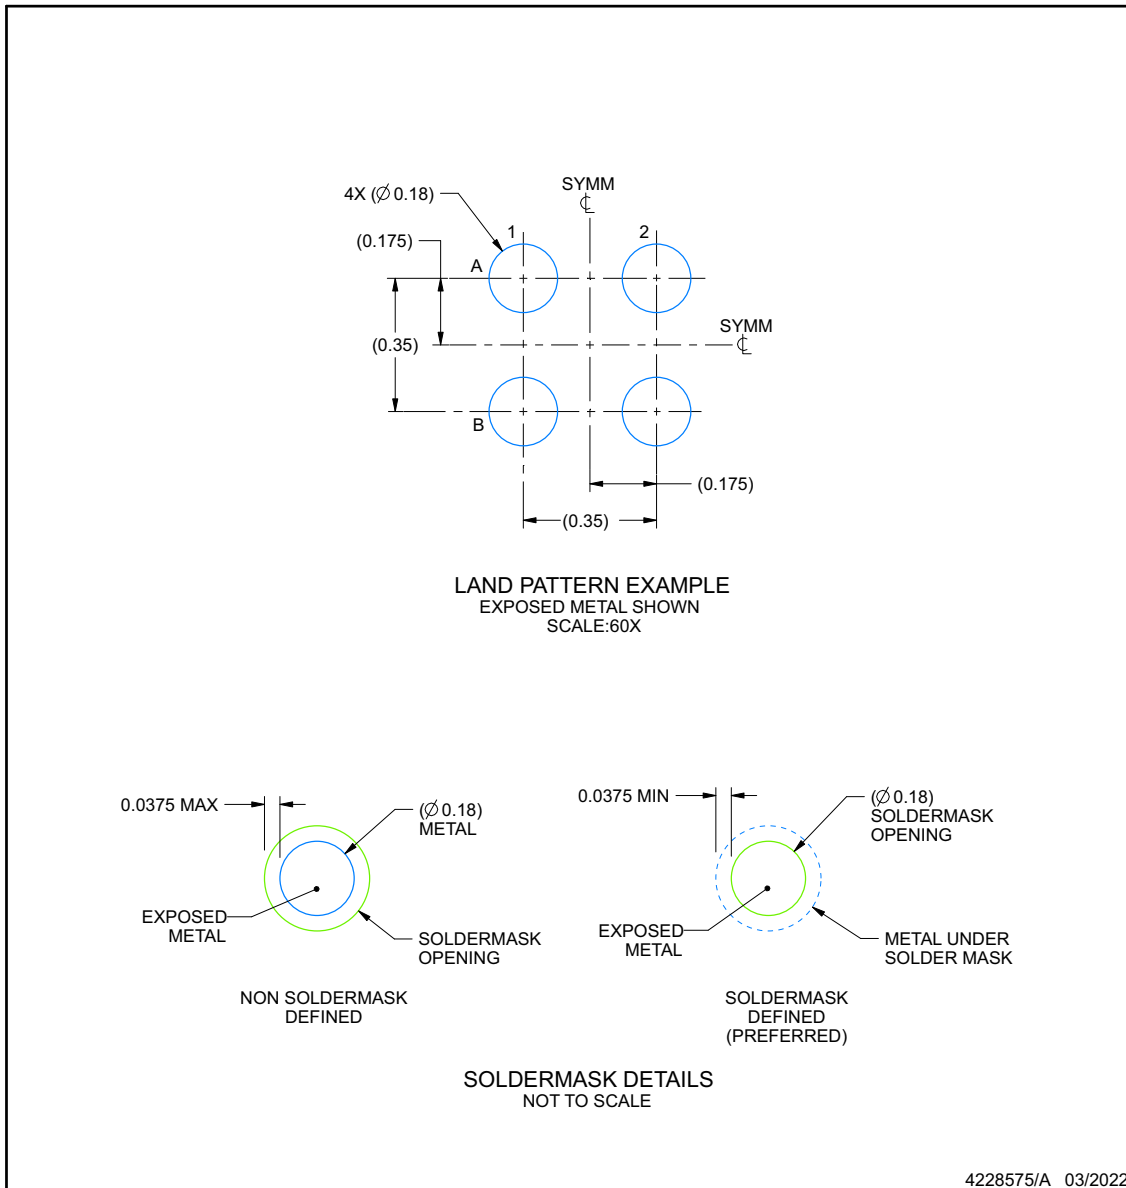 SYMM
℄
4X (∅ 0.18)
1
2
(0.175)
A
SYMM
℄
(0.35)
B
(0.175)
(0.35)
LAND PATTERN EXAMPLE
EXPOSED METAL SHOWN
SCALE:60X
0.0375 MAX
(∅ 0.18)
METAL
EXPOSED
METAL
SOLDERMASK
OPENING
NON SOLDERMASK
DEFINED
0.0375 MIN
(∅ 0.18)
SOLDERMASK
OPENING
EXPOSED
METAL
METAL UNDER
SOLDER MASK
SOLDERMASK
DEFINED
(PREFERRED)
SOLDERMASK DETAILS
NOT TO SCALE
4228575/A 03/2022